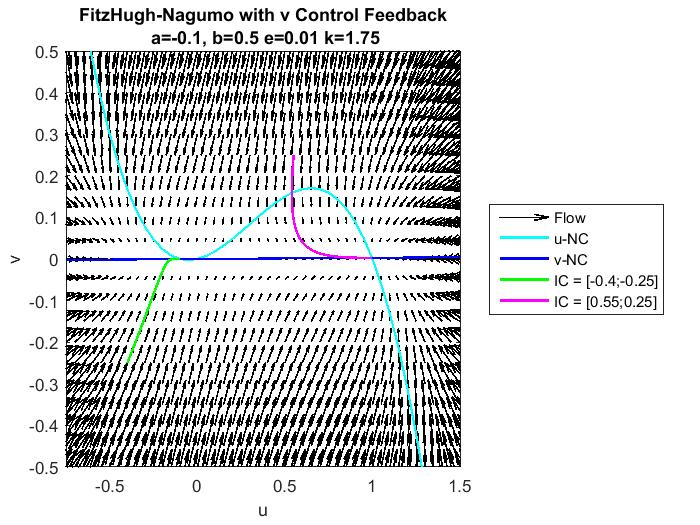 FitzHugh-Nagumo with v Control Feedback
a=-0.1, b=0.5 e=0.01 k=1.75
0.5
0.4
0.3
0.2
0.1
0
-0.1
-0.2
-0.3
-0.4
-0.5
v
-0.5
0
0.5
1
1.5
u
Flow
u-NC
v-NC
IC = [-0.4;-0.25]
IC = [0.55;0.25]